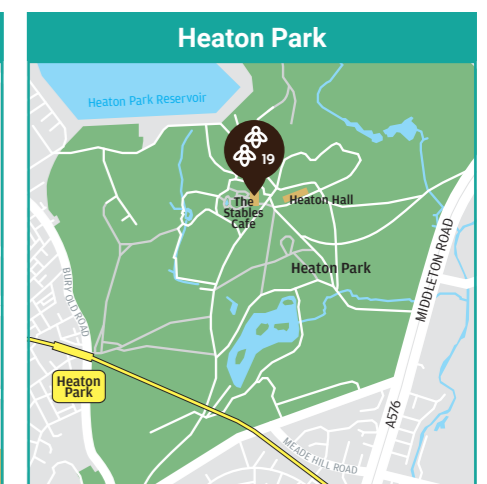 Heaton Park
Heaton Park Reservoir
19
The
Stables
Cafe
Heaton Hall
Heaton Park
MIDDLETON ROAD
BURY OLD ROAD
Heaton
Park
A576
MEADE HILL ROAD